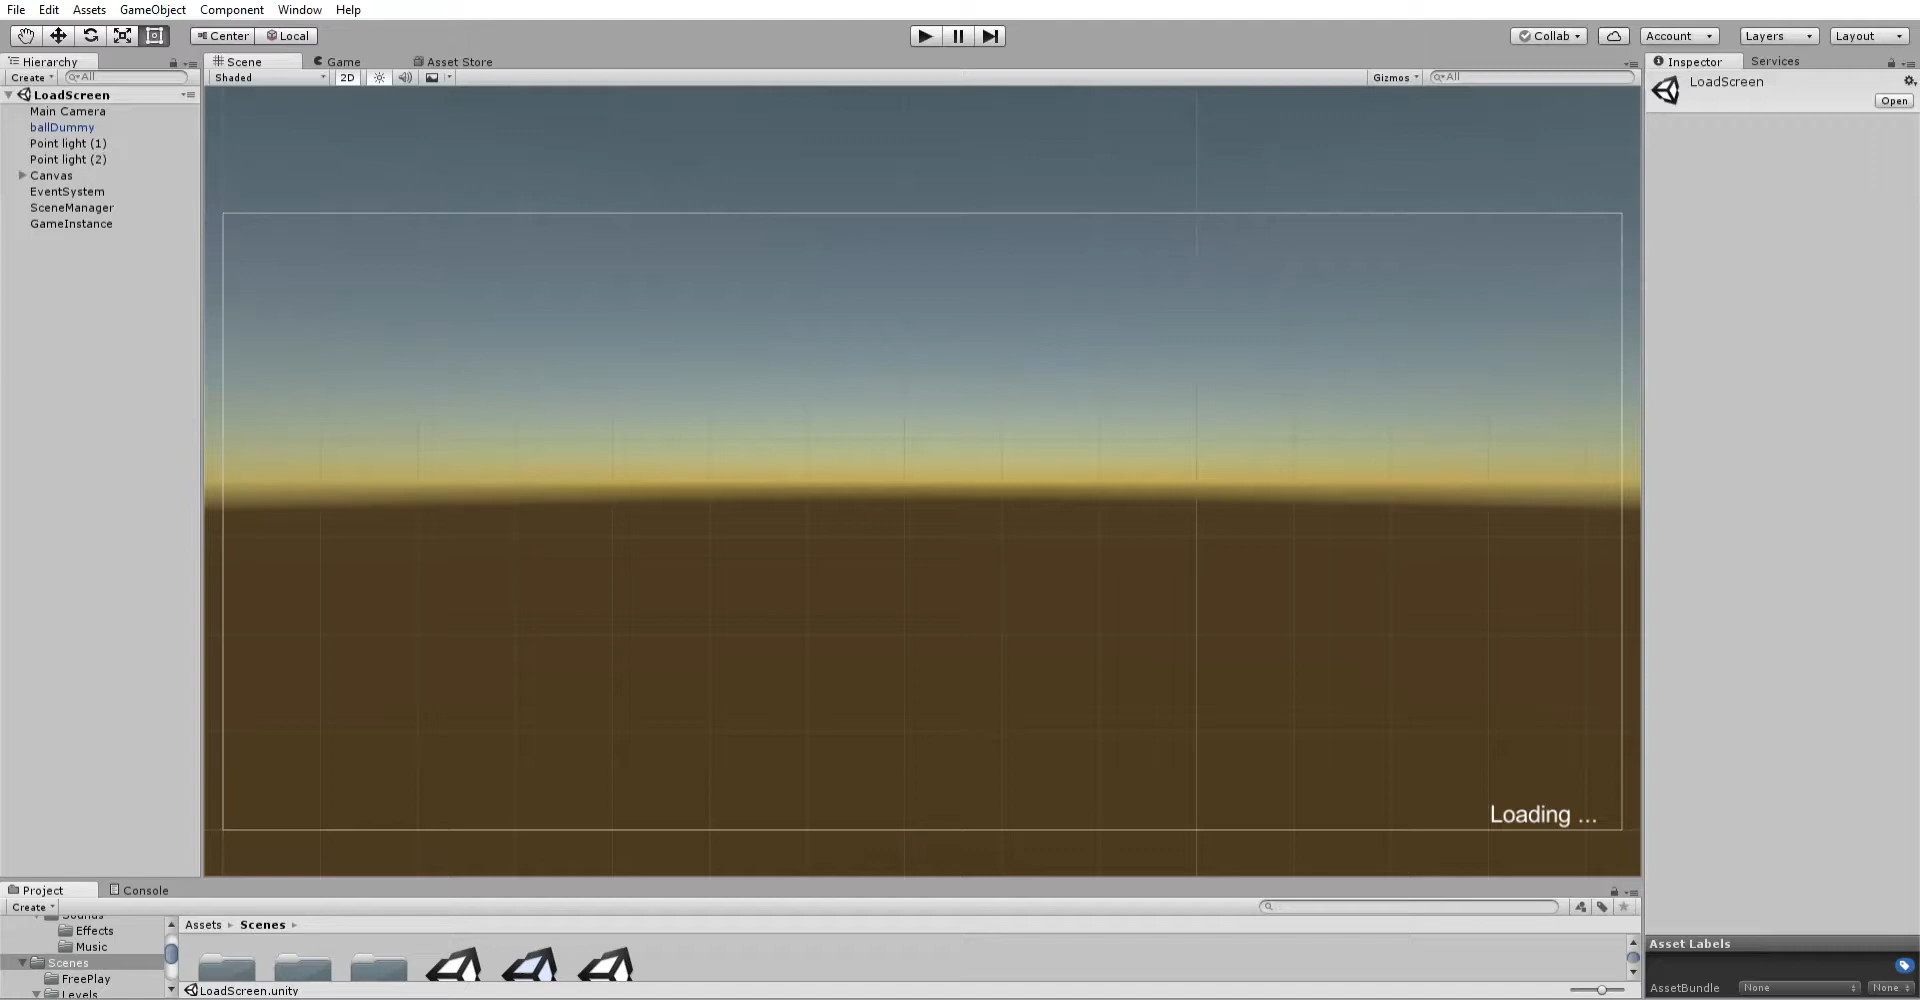 File Edit Assets GameObject Component Window Help
Center Local Collab Account Layers Layout
Hierarchy Scene Game Asset Store Inspector Services
Create All Shaded 2D Gizmos All LoadScreen
LoadScreen Open
Main Camera
ballDummy
Point light (1)
Point light (2)
Canvas
EventSystem
SceneManager
GameInstance
Loading ...
Project Console
Create
Sounds Assets Scenes
Effects
Music Asset Labels
Scenes
FreePlay
Levels LoadScreen.unity AssetBundle None None